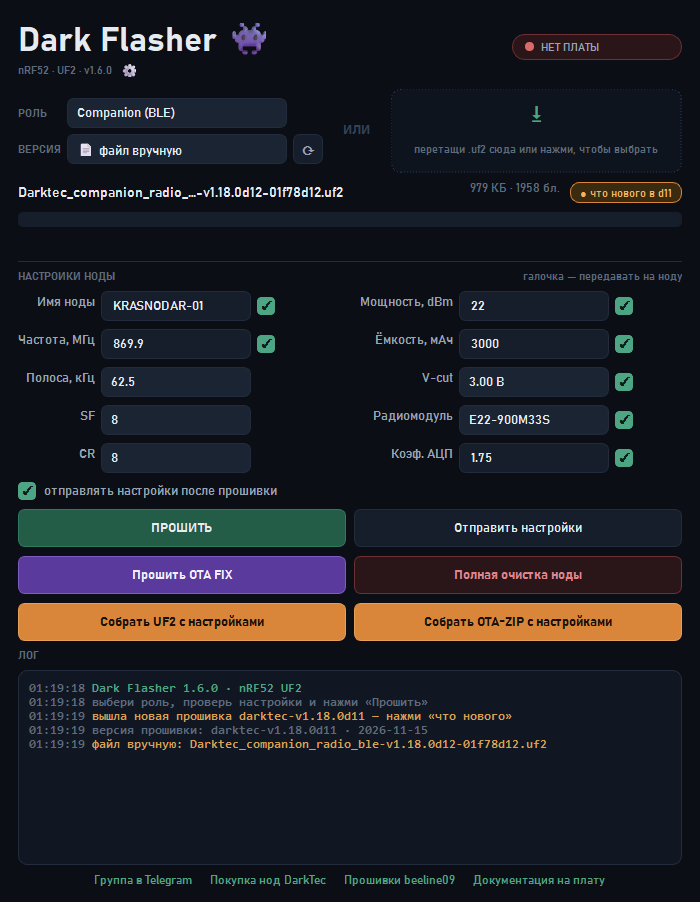 Dark Flasher
НЕТ ПЛАТЫ
nRF52 · UF2 · v1.6.0
РОЛЬ
Companion (BLE)
ВЕРСИЯ
файл вручную
ИЛИ
перетащи .uf2 сюда или нажми, чтобы выбрать
Darktec_companion_radio_…-v1.18.0d12-01f78d12.uf2
979 КБ · 1958 бл.
что нового в d11
НАСТРОЙКИ НОДЫ
галочка — передавать на ноду
Имя ноды KRASNODAR-01
Мощность, dBm 22
Частота, МГц 869.9
Ёмкость, мАч 3000
Полоса, кГц 62.5
V-cut 3.00 В
SF 8
Радиомодуль E22-900M33S
CR 8
Коэф. АЦП 1.75
отправлять настройки после прошивки
ПРОШИТЬ
Отправить настройки
Прошить OTA FIX
Полная очистка ноды
Собрать UF2 с настройками
Собрать OTA-ZIP с настройками
ЛОГ
01:19:18 Dark Flasher 1.6.0 · nRF52 UF2
01:19:18 выбери роль, проверь настройки и нажми «Прошить»
01:19:19 вышла новая прошивка darktec-v1.18.0d11 — нажми «что нового»
01:19:19 версия прошивки: darktec-v1.18.0d11 · 2026-11-15
01:19:19 файл вручную: Darktec_companion_radio_ble-v1.18.0d12-01f78d12.uf2
Группа в Telegram
Покупка нод DarkTec
Прошивки beeline09
Документация на плату